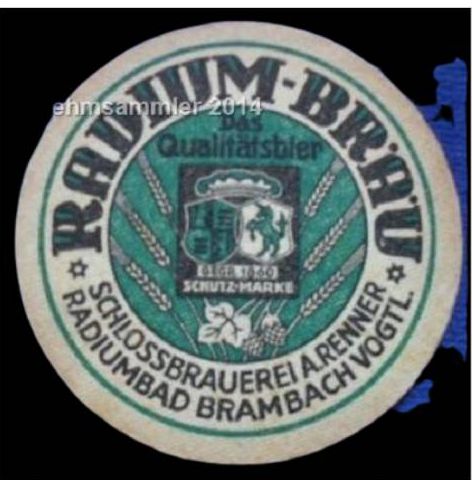 RADIUM-BRÄU
ehmsammler 2014
Das
Qualitätsbier
GEGR. 1860
SCHUTZ-MARKE
SCHLOSSBRAUEREI A. RENNER
RADIUMBAD BRAMBACH VOGTL.